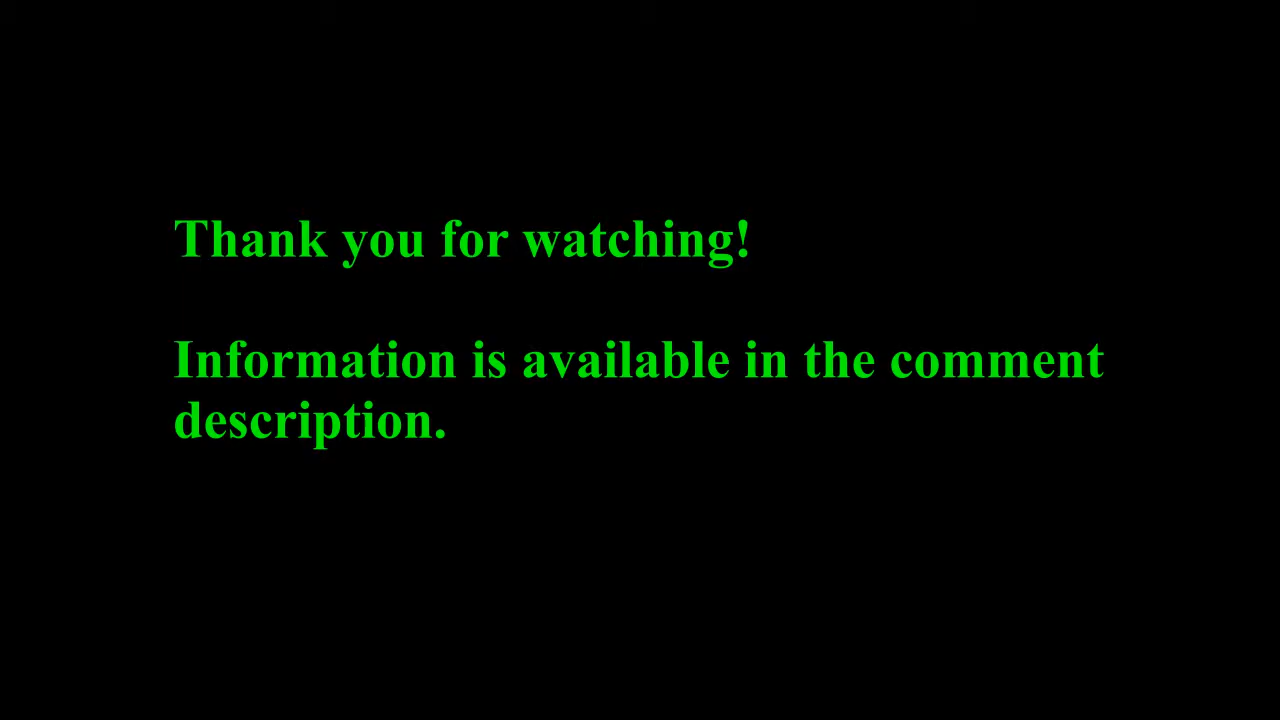 Thank you for watching!
Information is available in the comment
description.